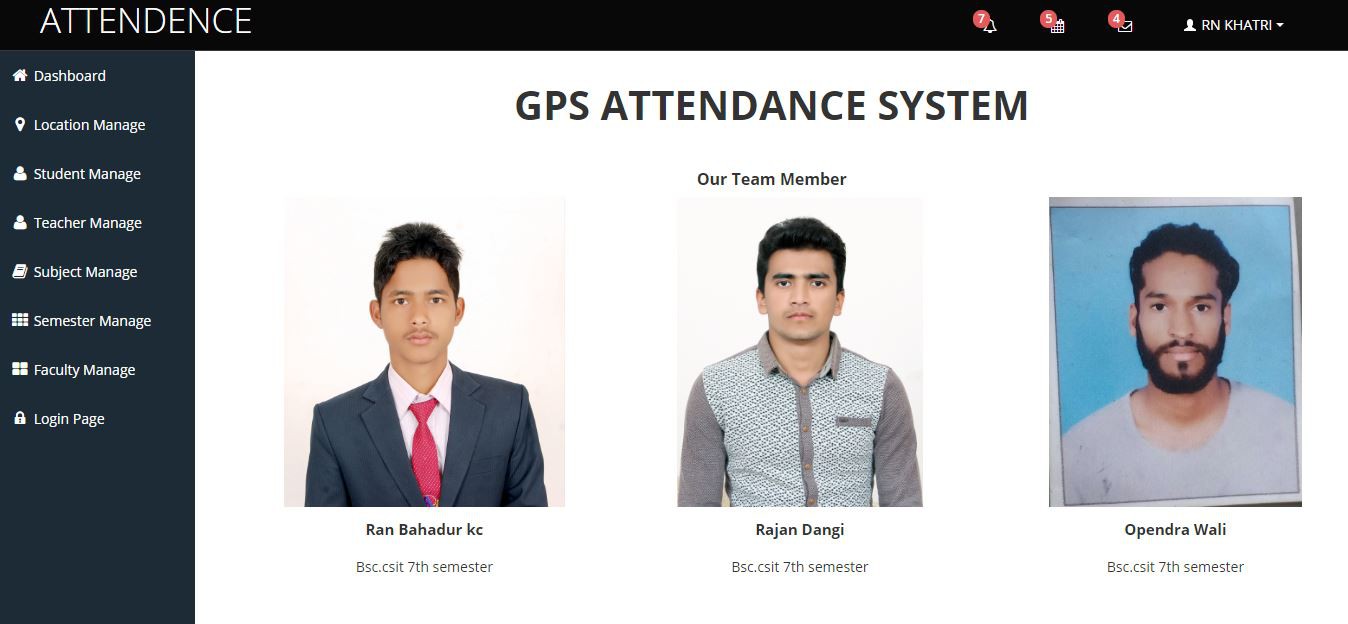 ATTENDENCE
7
5
4
RN KHATRI
Dashboard
Location Manage
Student Manage
Teacher Manage
Subject Manage
Semester Manage
Faculty Manage
Login Page
GPS ATTENDANCE SYSTEM
Our Team Member
Ran Bahadur kc
Bsc.csit 7th semester
Rajan Dangi
Bsc.csit 7th semester
Opendra Wali
Bsc.csit 7th semester